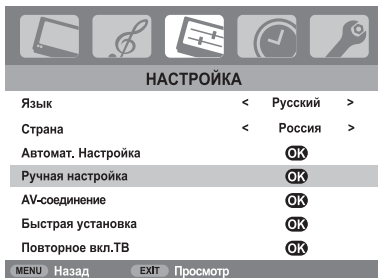 НАСТРОЙКА
Язык < Русский >
Страна < Россия >
Автомат. Настройка OK
Ручная настройка OK
AV-соединение OK
Быстрая установка OK
Повторное вкл.ТВ OK
MENU Назад EXIT Просмотр